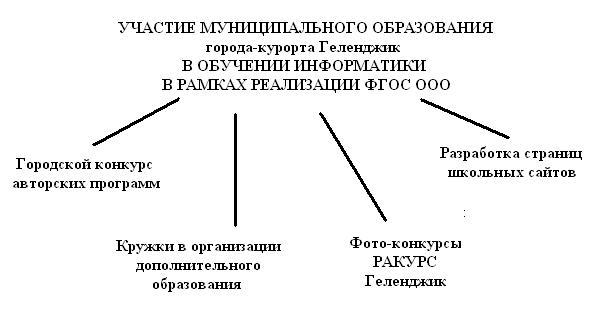 УЧАСТИЕ МУНИЦИПАЛЬНОГО ОБРАЗОВАНИЯ
города-курорта Геленджик
В ОБУЧЕНИИ ИНФОРМАТИКИ
В РАМКАХ РЕАЛИЗАЦИИ ФГОС ООО
Городской конкурс
авторских программ
Кружки в организации
дополнительного
образования
Фото-конкурсы
РАКУРС
Геленджик
Разработка страниц
школьных сайтов
: